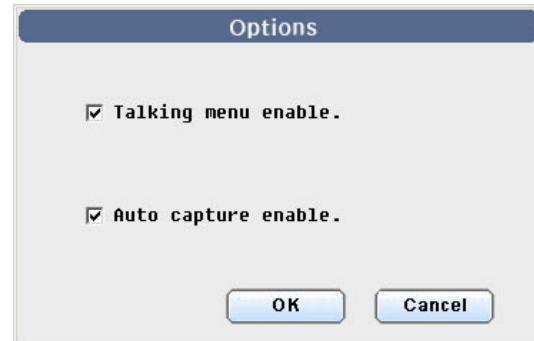 Options
Talking menu enable.
Auto capture enable.
OK Cancel